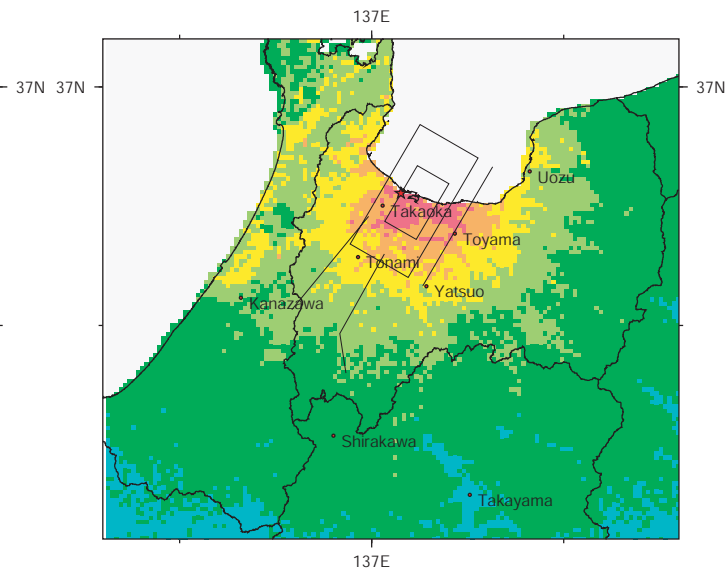 137E
37N 37N
37N
Uozu
Takaoka
Toyama
Tonami
Yatsuo
Kanazawa
Shirakawa
Takayama
137E